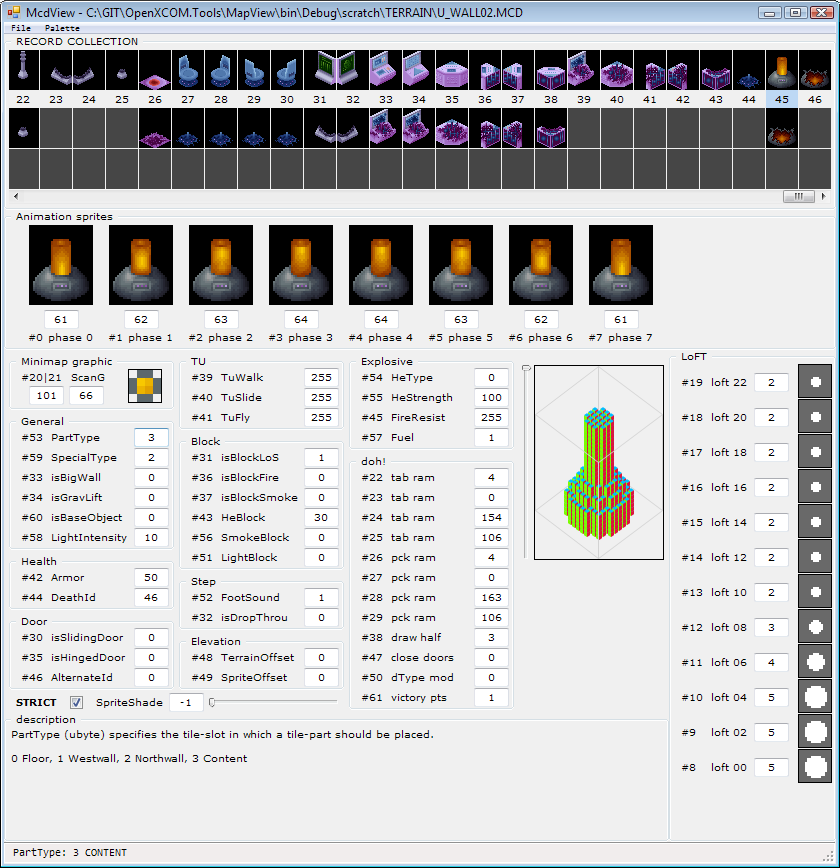 McdView - C:\GIT\OpenXCOM.Tools\MapView\bin\Debug\scratch\TERRAIN\U_WALL02.MCD
File Palette
RECORD COLLECTION
22 23 24 25 26 27 28 29 30 31 32 33 34 35 36 37 38 39 40 41 42 43 44 45 46
Animation sprites
61 62 63 64 64 63 62 61
#0 phase 0 #1 phase 1 #2 phase 2 #3 phase 3 #4 phase 4 #5 phase 5 #6 phase 6 #7 phase 7
Minimap graphic
#20|21 ScanG
101 66
General
#53 PartType 3
#59 SpecialType 2
#33 isBigWall 0
#34 isGravLift 0
#60 isBaseObject 0
#58 LightIntensity 10
Health
#42 Armor 50
#44 DeathId 46
Door
#30 isSlidingDoor 0
#35 isHingedDoor 0
#46 AlternateId 0
TU
#39 TuWalk 255
#40 TuSlide 255
#41 TuFly 255
Block
#31 isBlockLoS 1
#36 isBlockFire 0
#37 isBlockSmoke 0
#43 HeBlock 30
#56 SmokeBlock 0
#51 LightBlock 0
Step
#52 FootSound 1
#32 isDropThrou 0
Elevation
#48 TerrainOffset 0
#49 SpriteOffset 0
Explosive
#54 HeType 0
#55 HeStrength 100
#45 FireResist 255
#57 Fuel 1
doh!
#22 tab ram 4
#23 tab ram 0
#24 tab ram 154
#25 tab ram 106
#26 pck ram 4
#27 pck ram 0
#28 pck ram 163
#29 pck ram 106
#38 draw half 3
#47 close doors 0
#50 dType mod 0
#61 victory pts 1
LoFT
#19 loft 22 2
#18 loft 20 2
#17 loft 18 2
#16 loft 16 2
#15 loft 14 2
#14 loft 12 2
#13 loft 10 2
#12 loft 08 3
#11 loft 06 4
#10 loft 04 5
#9 loft 02 5
#8 loft 00 5
STRICT SpriteShade -1
description
PartType (ubyte) specifies the tile-slot in which a tile-part should be placed.
0 Floor, 1 Westwall, 2 Northwall, 3 Content
PartType: 3 CONTENT